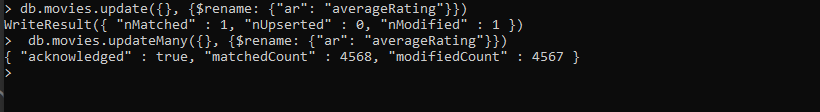 > db.movies.update({}, {$rename: {"ar": "averageRating"}})
WriteResult({ "nMatched" : 1, "nUpserted" : 0, "nModified" : 1 })
>  db.movies.updateMany({}, {$rename: {"ar": "averageRating"}})
{ "acknowledged" : true, "matchedCount" : 4568, "modifiedCount" : 4567 }
>